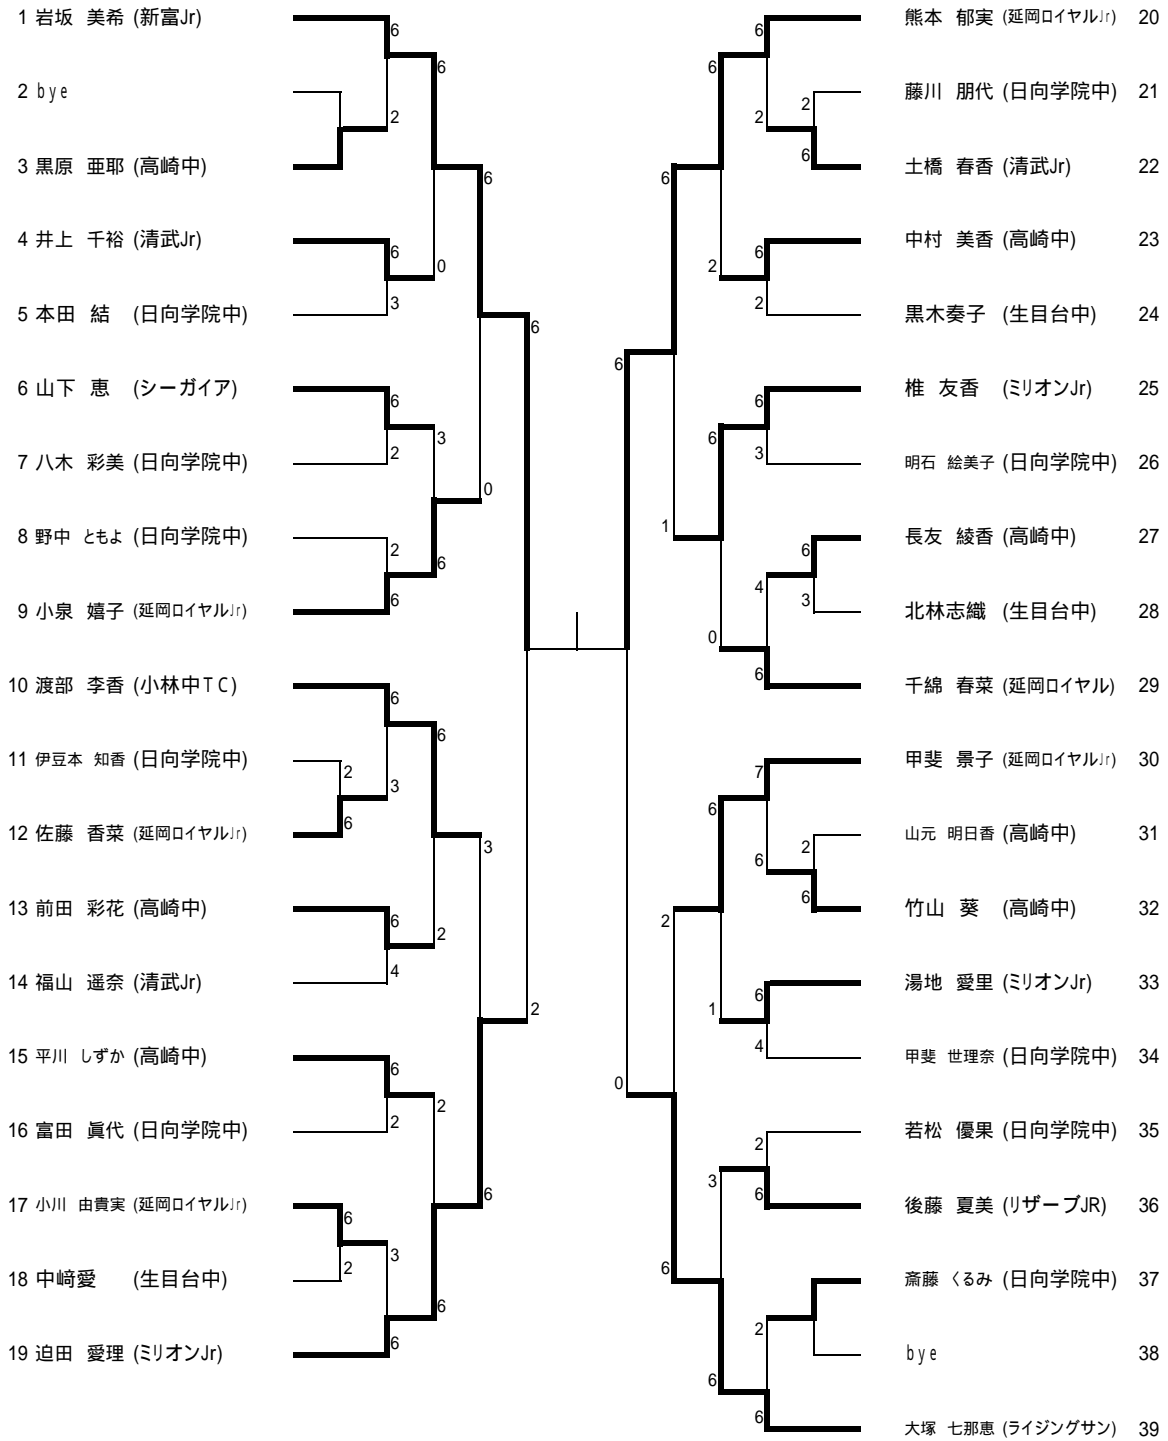 1 岩坂 美希 (新富Jr)
2 bye
3 黒原 亜耶 (高崎中)
4 井上 千裕 (清武Jr)
5 本田 結 (日向学院中)
6 山下 恵 (シーガイア)
7 八木 彩美 (日向学院中)
8 野中 ともよ (日向学院中)
9 小泉 嬉子 (延岡ロイヤルJr)
10 渡部 李香 (小林中TC)
11 伊豆本 知香 (日向学院中)
12 佐藤 香菜 (延岡ロイヤルJr)
13 前田 彩花 (高崎中)
14 福山 遥奈 (清武Jr)
15 平川 しずか (高崎中)
16 富田 眞代 (日向学院中)
17 小川 由貴実 (延岡ロイヤルJr)
18 中﨑愛 (生目台中)
19 迫田 愛理 (ミリオンJr)
6
2
6
6
3
0
6
6
2
3
2
6
6
0
6
6
2
6
3
6
6
4
2
3
6
2
2
6
2
3
6
6
6
2
熊本 郁実 (延岡ロイヤルJr) 20
藤川 朋代 (日向学院中) 21
土橋 春香 (清武Jr) 22
中村 美香 (高崎中) 23
黒木奏子 (生目台中) 24
椎 友香 (ミリオンJr) 25
明石 絵美子 (日向学院中) 26
長友 綾香 (高崎中) 27
北林志織 (生目台中) 28
千綿 春菜 (延岡ロイヤル) 29
甲斐 景子 (延岡ロイヤルJr) 30
山元 明日香 (高崎中) 31
竹山 葵 (高崎中) 32
湯地 愛里 (ミリオンJr) 33
甲斐 世理奈 (日向学院中) 34
若松 優果 (日向学院中) 35
後藤 夏美 (リザーブJR) 36
斎藤 くるみ (日向学院中) 37
bye 38
大塚 七那恵 (ライジングサン) 39
6
6
2
2
6
6
2
6
2
6
6
6
3
1
6
4
3
0
6
7
6
2
6
6
2
6
1
4
0
2
3
6
6
2
6
6